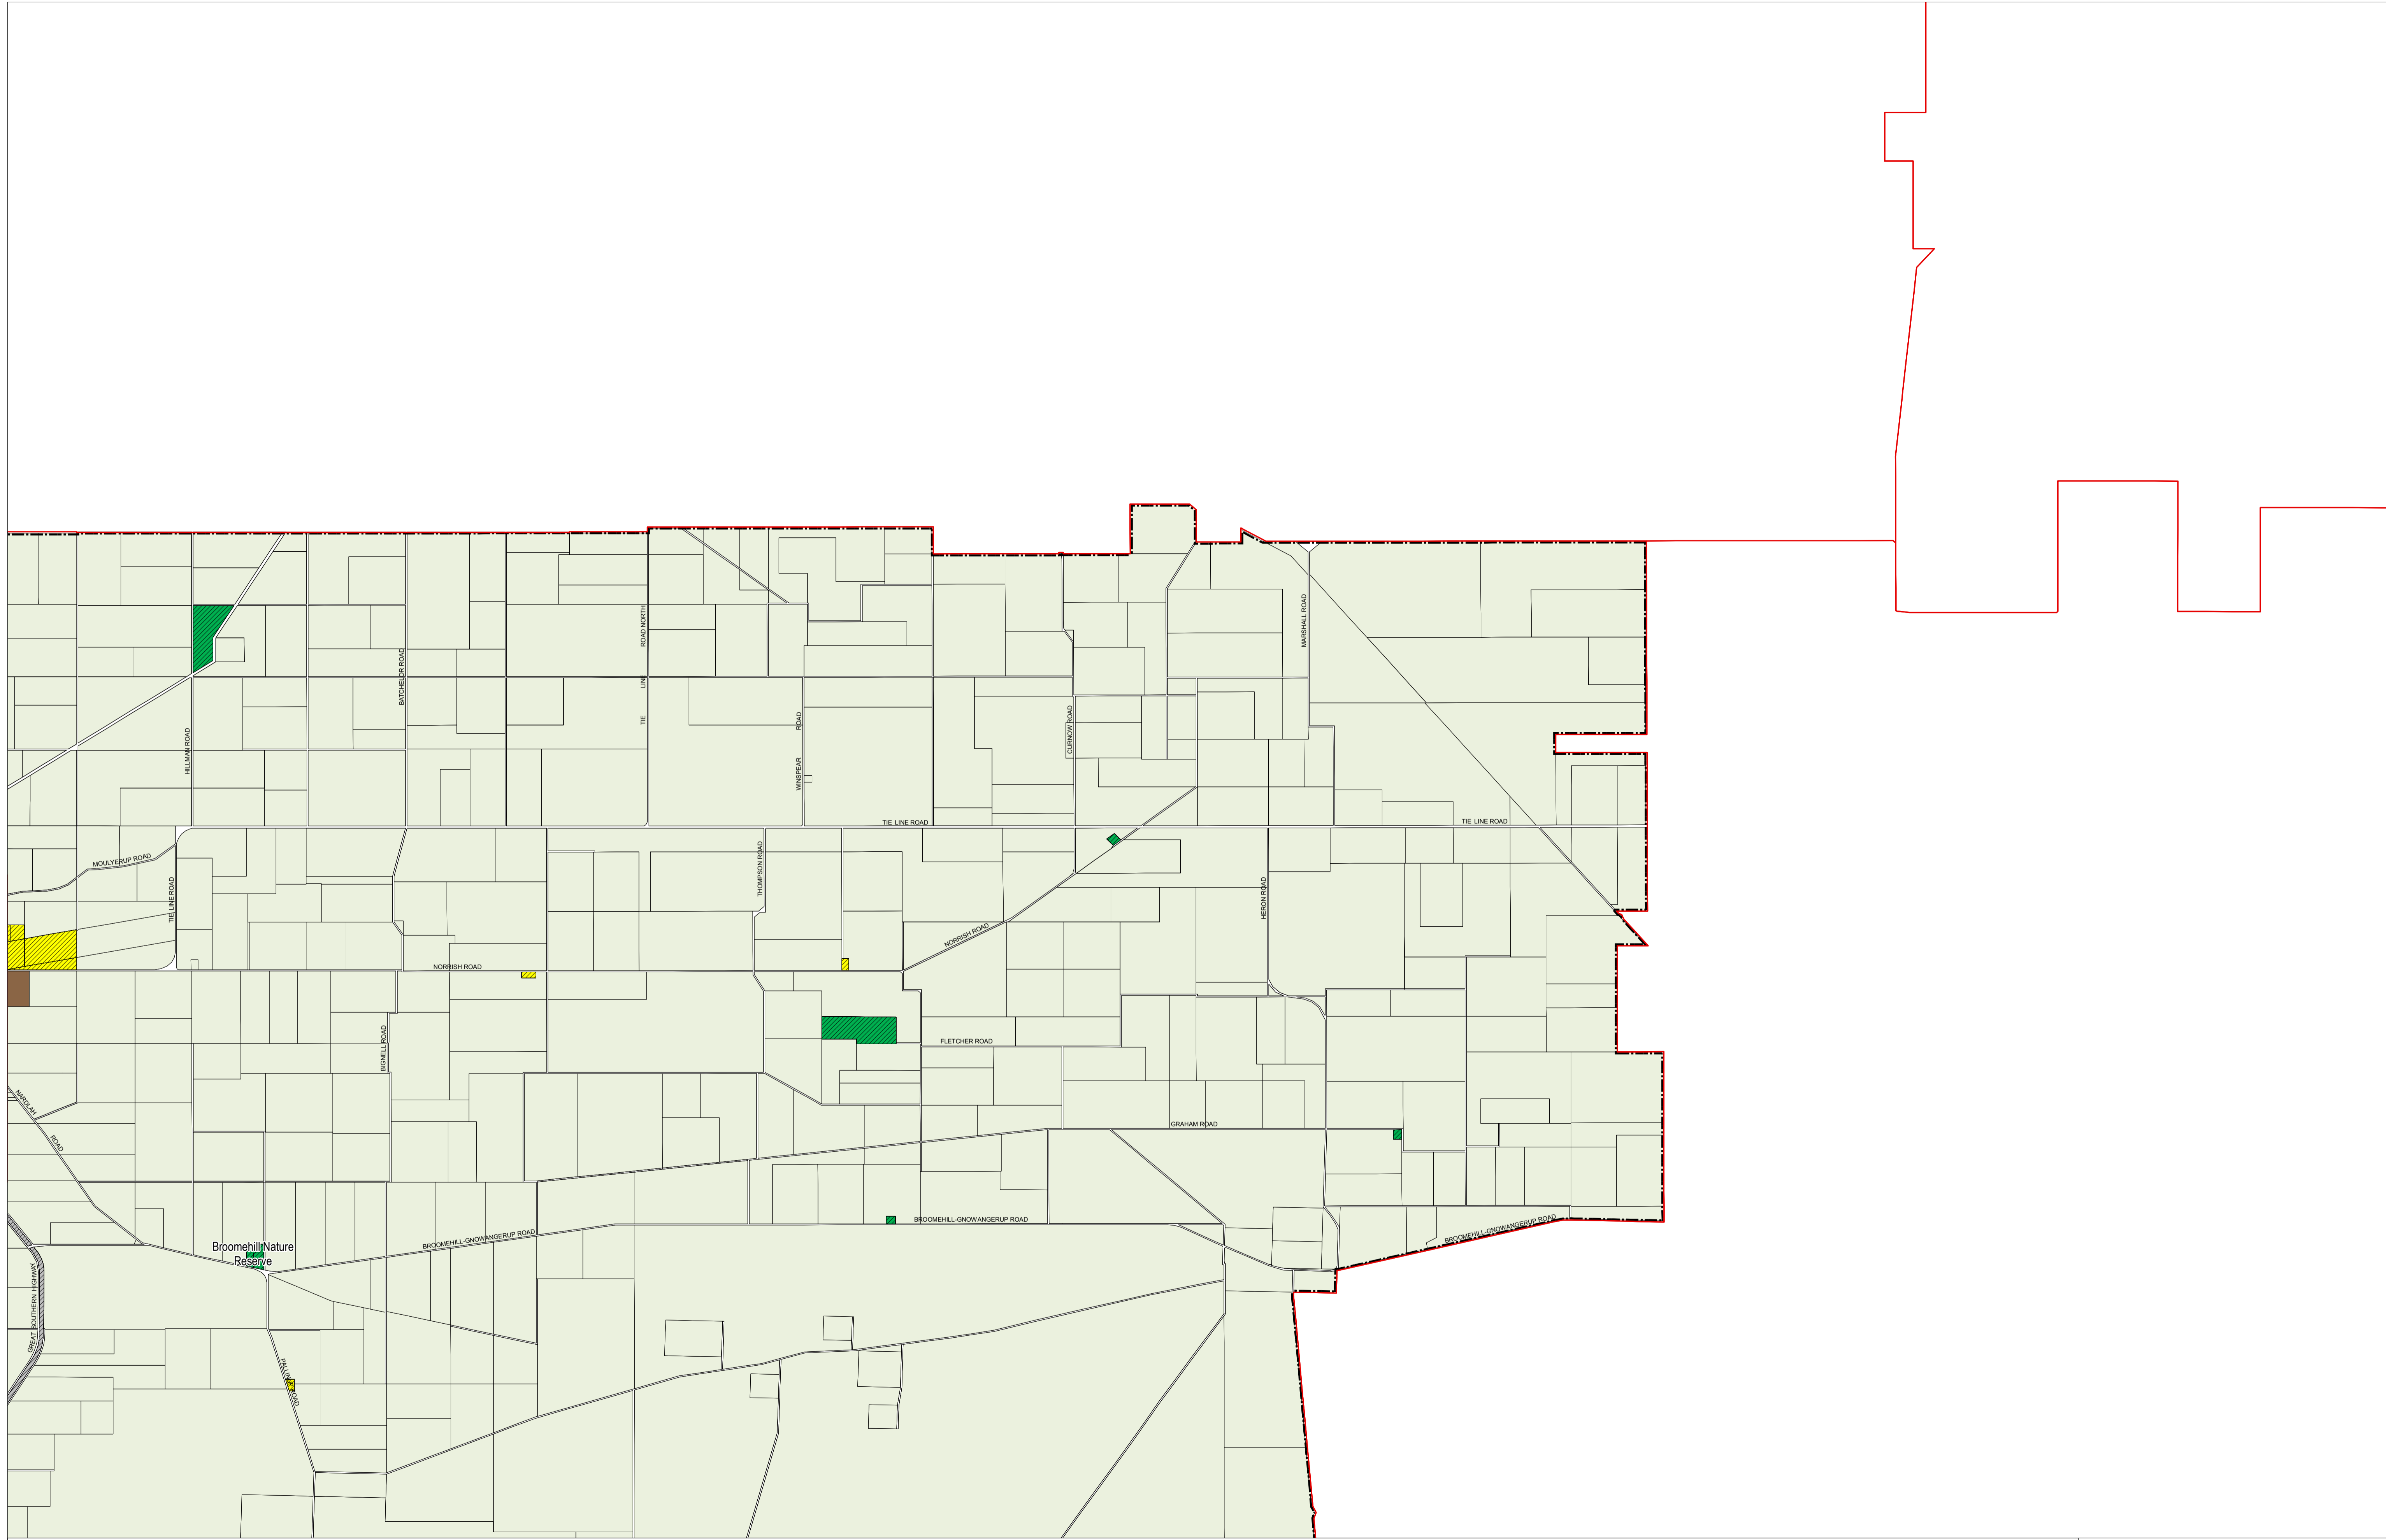 ROAD NORTH
LINE
TIE
MARSHALL ROAD
BATCHELOR ROAD
HILLMAN ROAD
ROAD
WINSPEAR
CURNOW ROAD
TIE LINE ROAD
TIE LINE ROAD
MOULYERUP ROAD
TIE LINE ROAD
THOMPSON ROAD
HERON ROAD
NORRISH ROAD
NORRISH ROAD
BIGNELL ROAD
FLETCHER ROAD
NARDLAH
ROAD
GRAHAM ROAD
BROOMEHILL-GNOWANGERUP ROAD
BROOMEHILL-GNOWANGERUP ROAD
BROOMEHILL-GNOWANGERUP ROAD
Broomehill Nature
Reserve
GREAT SOUTHERN HIGHWAY